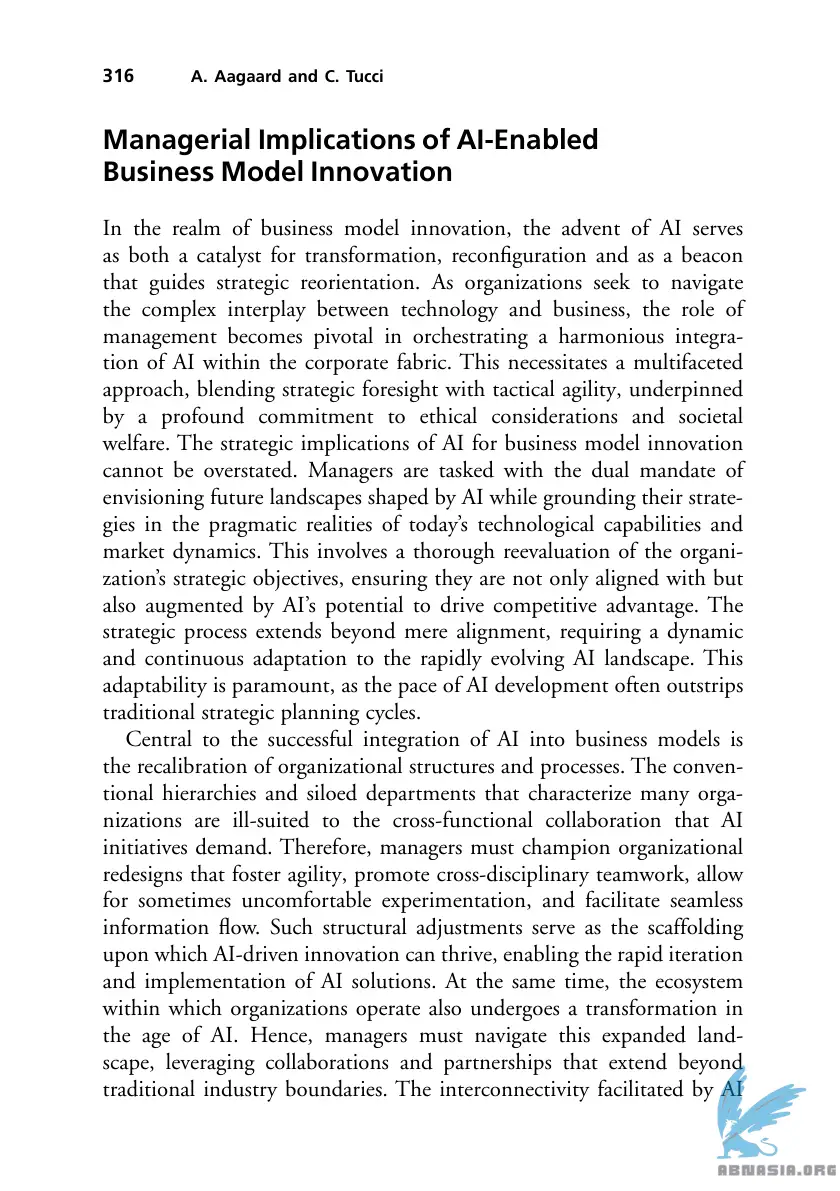 316 A. Aagaard and C. Tucci
Managerial Implications of AI-Enabled
Business Model Innovation
In the realm of business model innovation, the advent of AI serves
as both a catalyst for transformation, reconfiguration and as a beacon
that guides strategic reorientation. As organizations seek to navigate
the complex interplay between technology and business, the role of
management becomes pivotal in orchestrating a harmonious integra-
tion of AI within the corporate fabric. This necessitates a multifaceted
approach, blending strategic foresight with tactical agility, underpinned
by a profound commitment to ethical considerations and societal
welfare. The strategic implications of AI for business model innovation
cannot be overstated. Managers are tasked with the dual mandate of
envisioning future landscapes shaped by AI while grounding their strate-
gies in the pragmatic realities of today's technological capabilities and
market dynamics. This involves a thorough reevaluation of the organi-
zation's strategic objectives, ensuring they are not only aligned with but
also augmented by AI's potential to drive competitive advantage. The
strategic process extends beyond mere alignment, requiring a dynamic
and continuous adaptation to the rapidly evolving AI landscape. This
adaptability is paramount, as the pace of AI development often outstrips
traditional strategic planning cycles.
Central to the successful integration of AI into business models is
the recalibration of organizational structures and processes. The conven-
tional hierarchies and siloed departments that characterize many orga-
nizations are ill-suited to the cross-functional collaboration that AI
initiatives demand. Therefore, managers must champion organizational
redesigns that foster agility, promote cross-disciplinary teamwork, allow
for sometimes uncomfortable experimentation, and facilitate seamless
information flow. Such structural adjustments serve as the scaffolding
upon which AI-driven innovation can thrive, enabling the rapid iteration
and implementation of AI solutions. At the same time, the ecosystem
within which organizations operate also undergoes a transformation in
the age of AI. Hence, managers must navigate this expanded land-
scape, leveraging collaborations and partnerships that extend beyond
traditional industry boundaries. The interconnectivity facilitated by AI
ABNASIA.ORG